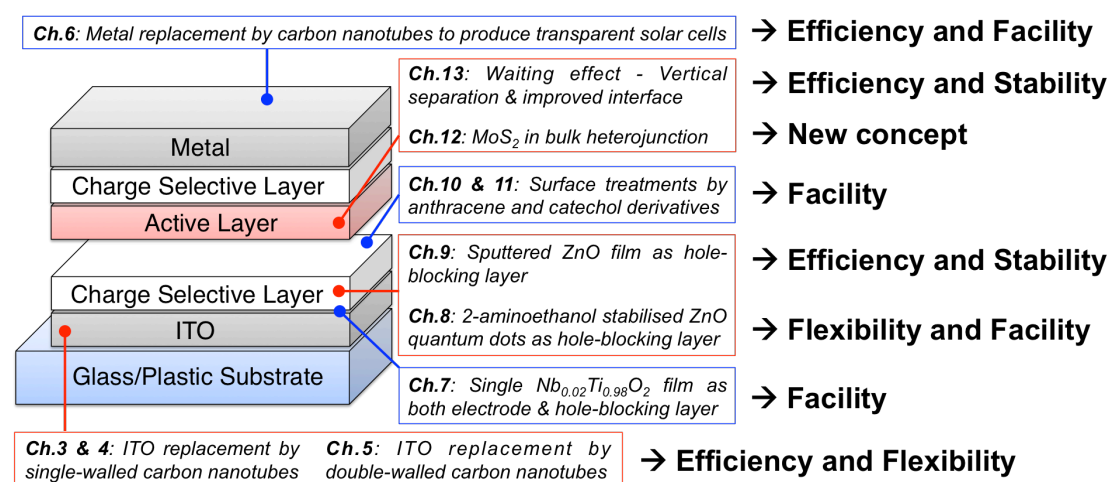 Ch.6: Metal replacement by carbon nanotubes to produce transparent solar cells
→ Efficiency and Facility
Ch.13: Waiting effect - Vertical
separation & improved interface
→ Efficiency and Stability
Ch.12: MoS₂ in bulk heterojunction
→ New concept
Ch.10 & 11: Surface treatments by
anthracene and catechol derivatives
→ Facility
Ch.9: Sputtered ZnO film as hole-
blocking layer
→ Efficiency and Stability
Ch.8: 2-aminoethanol stabilised ZnO
quantum dots as hole-blocking layer
→ Flexibility and Facility
Ch.7: Single Nb₀.₀₂Ti₀.₉₈O₂ film as
both electrode & hole-blocking layer
→ Facility
Metal
Charge Selective Layer
Active Layer
Charge Selective Layer
ITO
Glass/Plastic Substrate
Ch.3 & 4: ITO replacement by
single-walled carbon nanotubes
Ch.5: ITO replacement by
double-walled carbon nanotubes
→ Efficiency and Flexibility